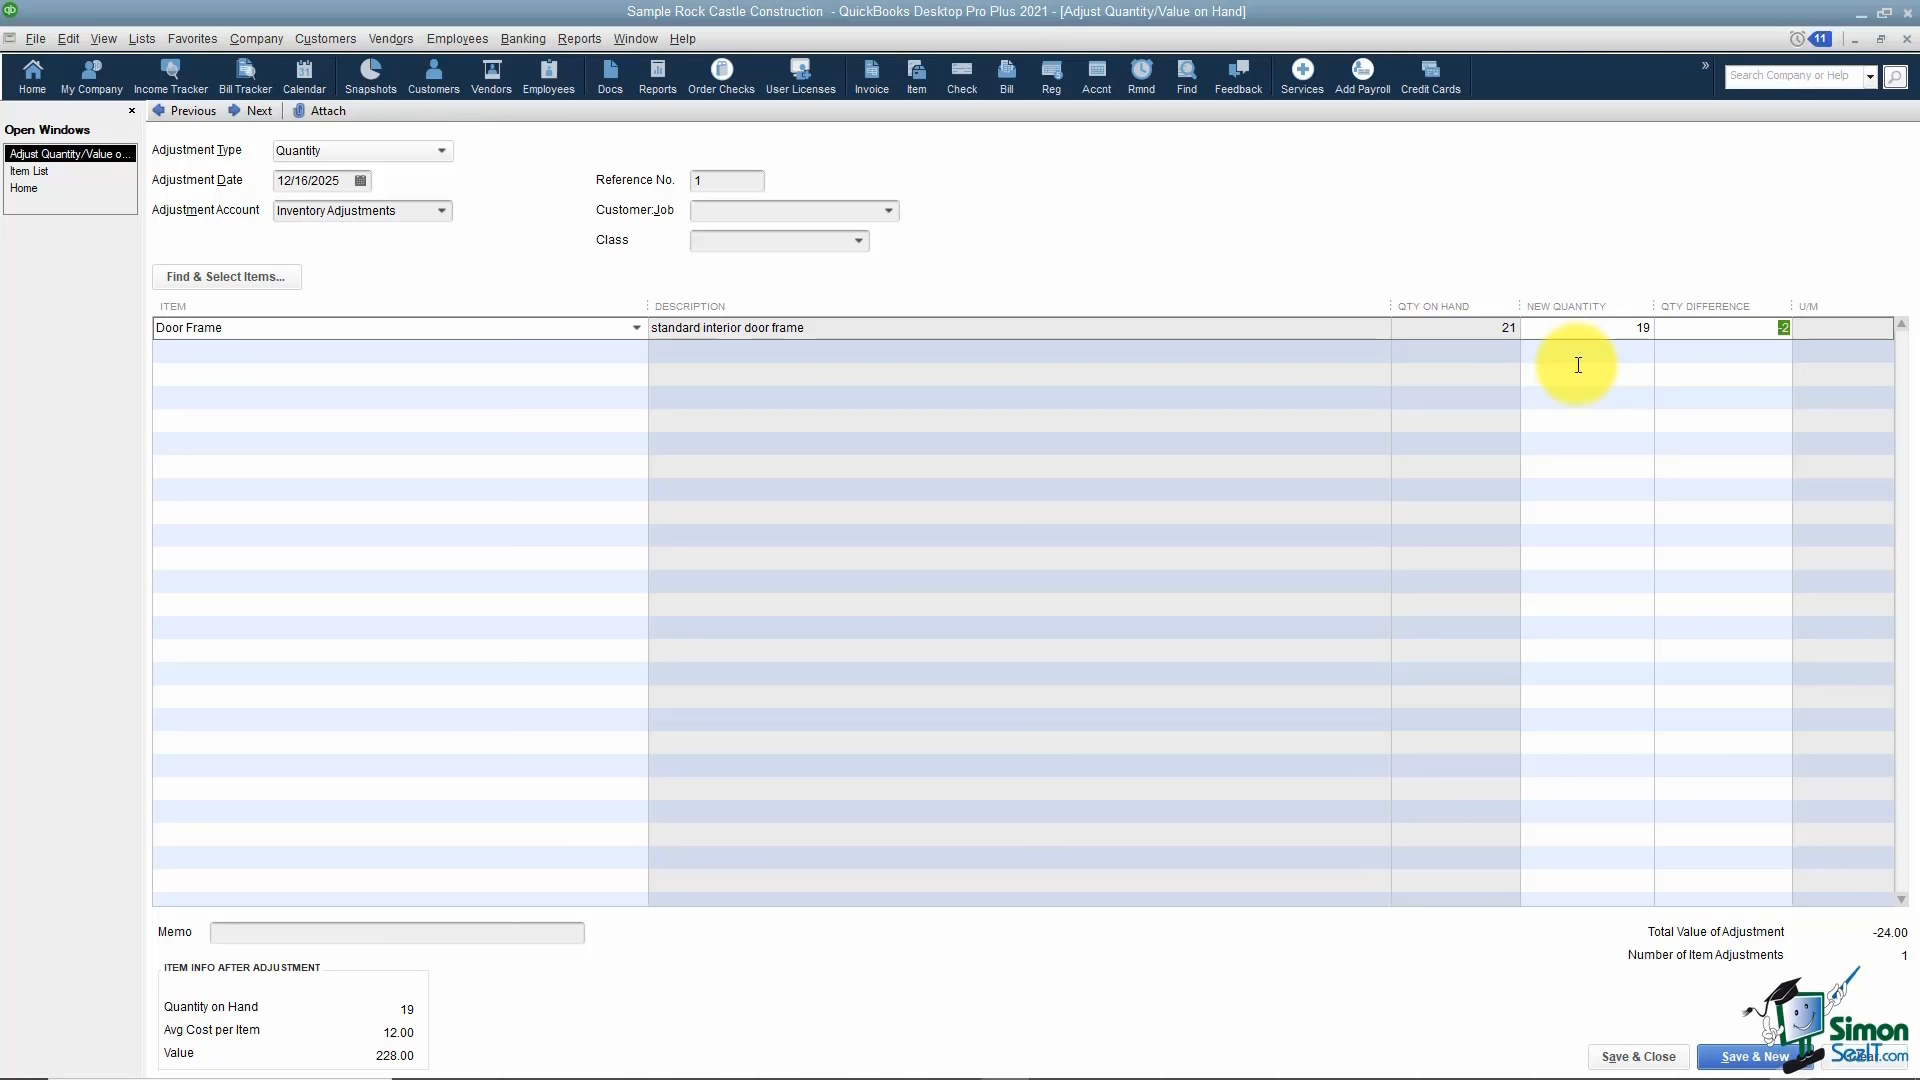 Sample Rock Castle Construction - QuickBooks Desktop Pro Plus 2021 - [Adjust Quantity/Value on Hand]
File Edit View Lists Favorites Company Customers Vendors Employees Banking Reports Window Help
11
Home My Company Income Tracker Bill Tracker Calendar Snapshots Customers Vendors Employees Docs Reports Order Checks User Licenses Invoice Item Check Bill Reg Accnt Rmnd Find Feedback Services Add Payroll Credit Cards
Search Company or Help
Previous Next Attach
Open Windows
Adjust Quantity/Value o...
Item List
Home
Adjustment Type Quantity
Adjustment Date 12/16/2025 Reference No. 1
Adjustment Account Inventory Adjustments Customer:Job
Class
Find & Select Items...
ITEM DESCRIPTION QTY ON HAND NEW QUANTITY QTY DIFFERENCE U/M
Door Frame standard interior door frame 21 19 -2
Memo
Total Value of Adjustment -24.00
Number of Item Adjustments 1
ITEM INFO AFTER ADJUSTMENT
Quantity on Hand 19
Avg Cost per Item 12.00
Value 228.00
Save & Close Save & New
Simon
SezIT.com